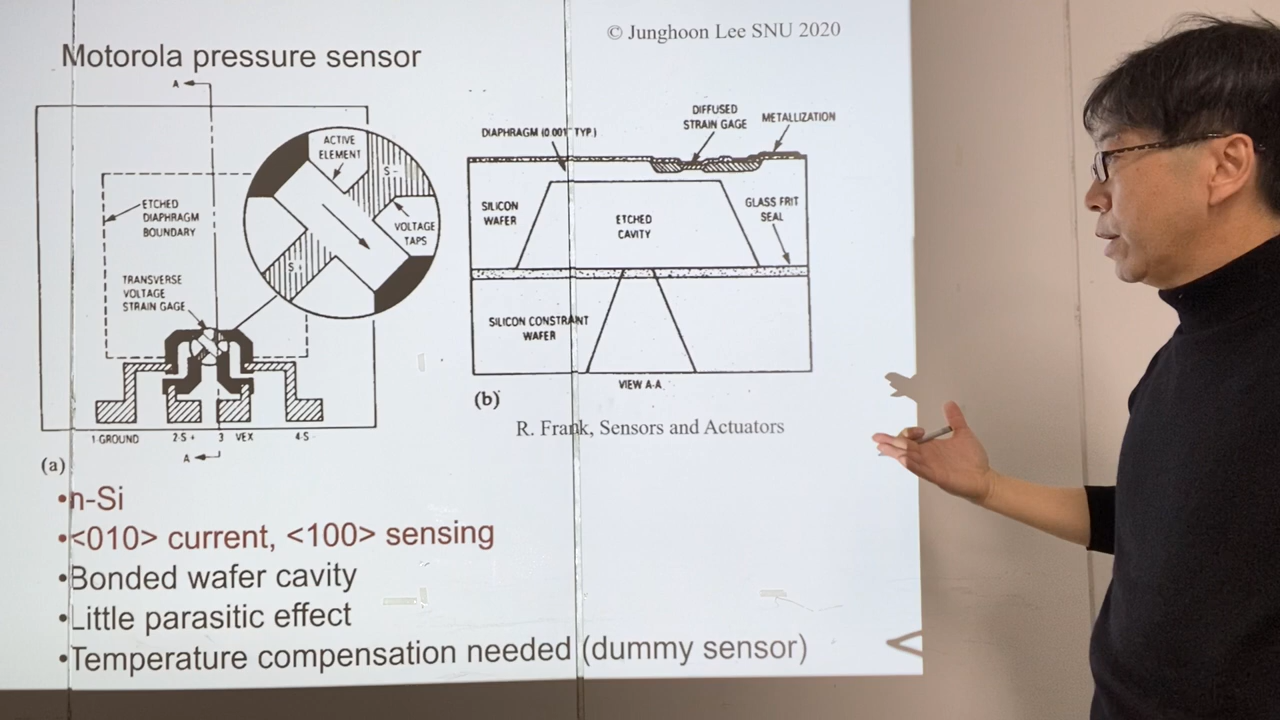 © Junghoon Lee SNU 2020
Motorola pressure sensor
A
ACTIVE
ELEMENT
S -
VOLTAGE
TAPS
ETCHED
DIAPHRAGM
BOUNDARY
TRANSVERSE
VOLTAGE
STRAIN GAGE
S
1 GROUND
2 S +
3
VEX
4 S -
A
(a)
DIAPHRAGM (0.001" TYP.)
DIFFUSED
STRAIN GAGE
METALLIZATION
SILICON
WAFER
ETCHED
CAVITY
GLASS FRIT
SEAL
SILICON CONSTRAINT
WAFER
VIEW A-A
(b)
R. Frank, Sensors and Actuators
•n-Si
•<010> current, <100> sensing
•Bonded wafer cavity
•Little parasitic effect
•Temperature compensation needed (dummy sensor)